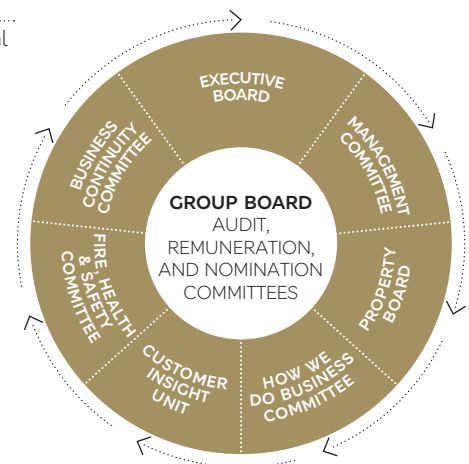 al
EXECUTIVE
BOARD
MANAGEMENT
COMMITTEE
PROPERTY
BOARD
HOW WE
DO BUSINESS
COMMITTEE
CUSTOMER
INSIGHT
UNIT
FIRE, HEALTH
& SAFETY
COMMITTEE
BUSINESS
CONTINUITY
COMMITTEE
GROUP BOARD
AUDIT,
REMUNERATION,
AND NOMINATION
COMMITTEES